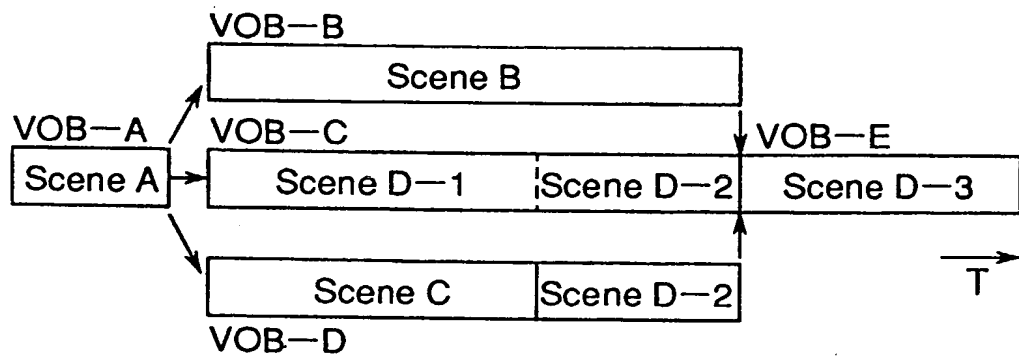 VOB—B
Scene B
VOB—A
VOB—C
VOB—E
Scene A
Scene D—1
Scene D—2
Scene D—3
Scene C
Scene D—2
T
VOB—D